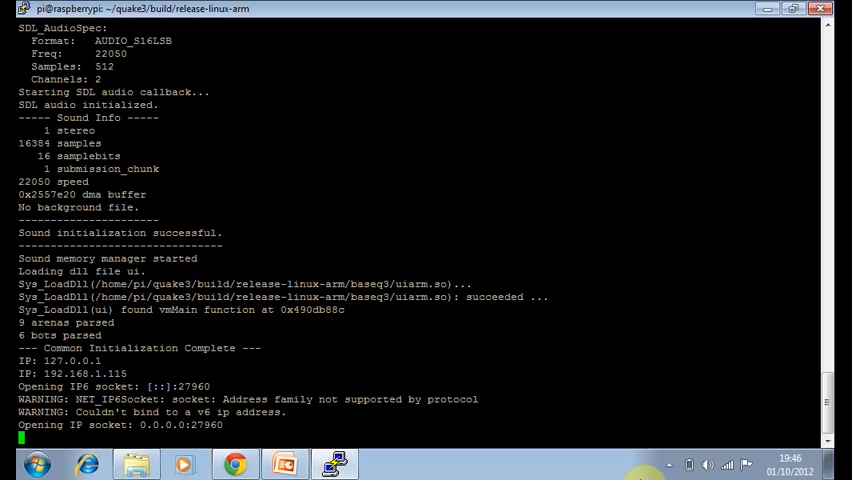 pi@raspberrypi: ~/quake3/build/release-linux-arm
SDL_AudioSpec:
Format: AUDIO_S16LSB
Freq: 22050
Samples: 512
Channels: 2
Starting SDL audio callback...
SDL audio initialized.
----- Sound Info -----
1 stereo
16384 samples
16 samplebits
1 submission_chunk
22050 speed
0x2557e20 dma buffer
No background file.
----------------------
Sound initialization successful.
--------------------------------
Sound memory manager started
Loading dll file ui.
Sys_LoadDll(/home/pi/quake3/build/release-linux-arm/baseq3/uiarm.so)...
Sys_LoadDll(/home/pi/quake3/build/release-linux-arm/baseq3/uiarm.so): succeeded ...
Sys_LoadDll(ui) found vmMain function at 0x490db88c
9 arenas parsed
6 bots parsed
--- Common Initialization Complete ---
IP: 127.0.0.1
IP: 192.168.1.115
Opening IP6 socket: [::]:27960
WARNING: NET_IP6Socket: socket: Address family not supported by protocol
WARNING: Couldn't bind to a v6 ip address.
Opening IP socket: 0.0.0.0:27960
19:46
01/10/2012